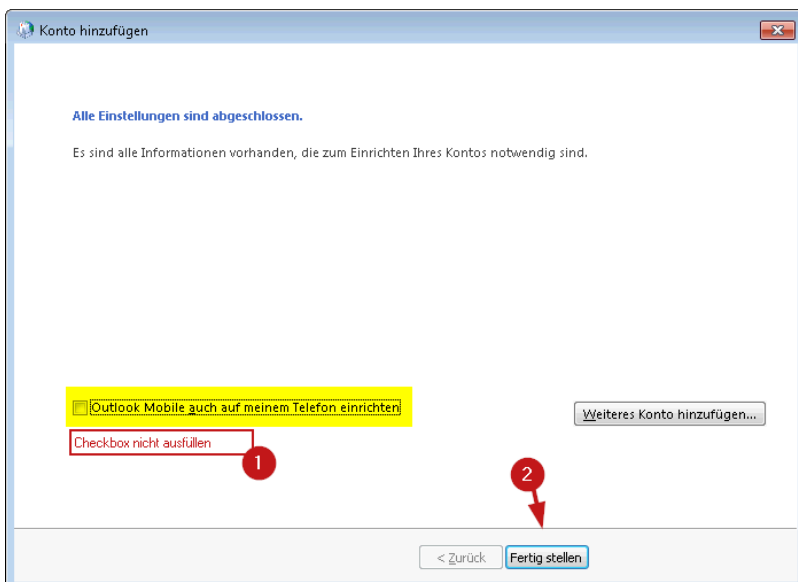 Konto hinzufügen
Alle Einstellungen sind abgeschlossen.
Es sind alle Informationen vorhanden, die zum Einrichten Ihres Kontos notwendig sind.
Outlook Mobile auch auf meinem Telefon einrichten
Weiteres Konto hinzufügen...
Checkbox nicht ausfüllen
1
2
< Zurück
Fertig stellen